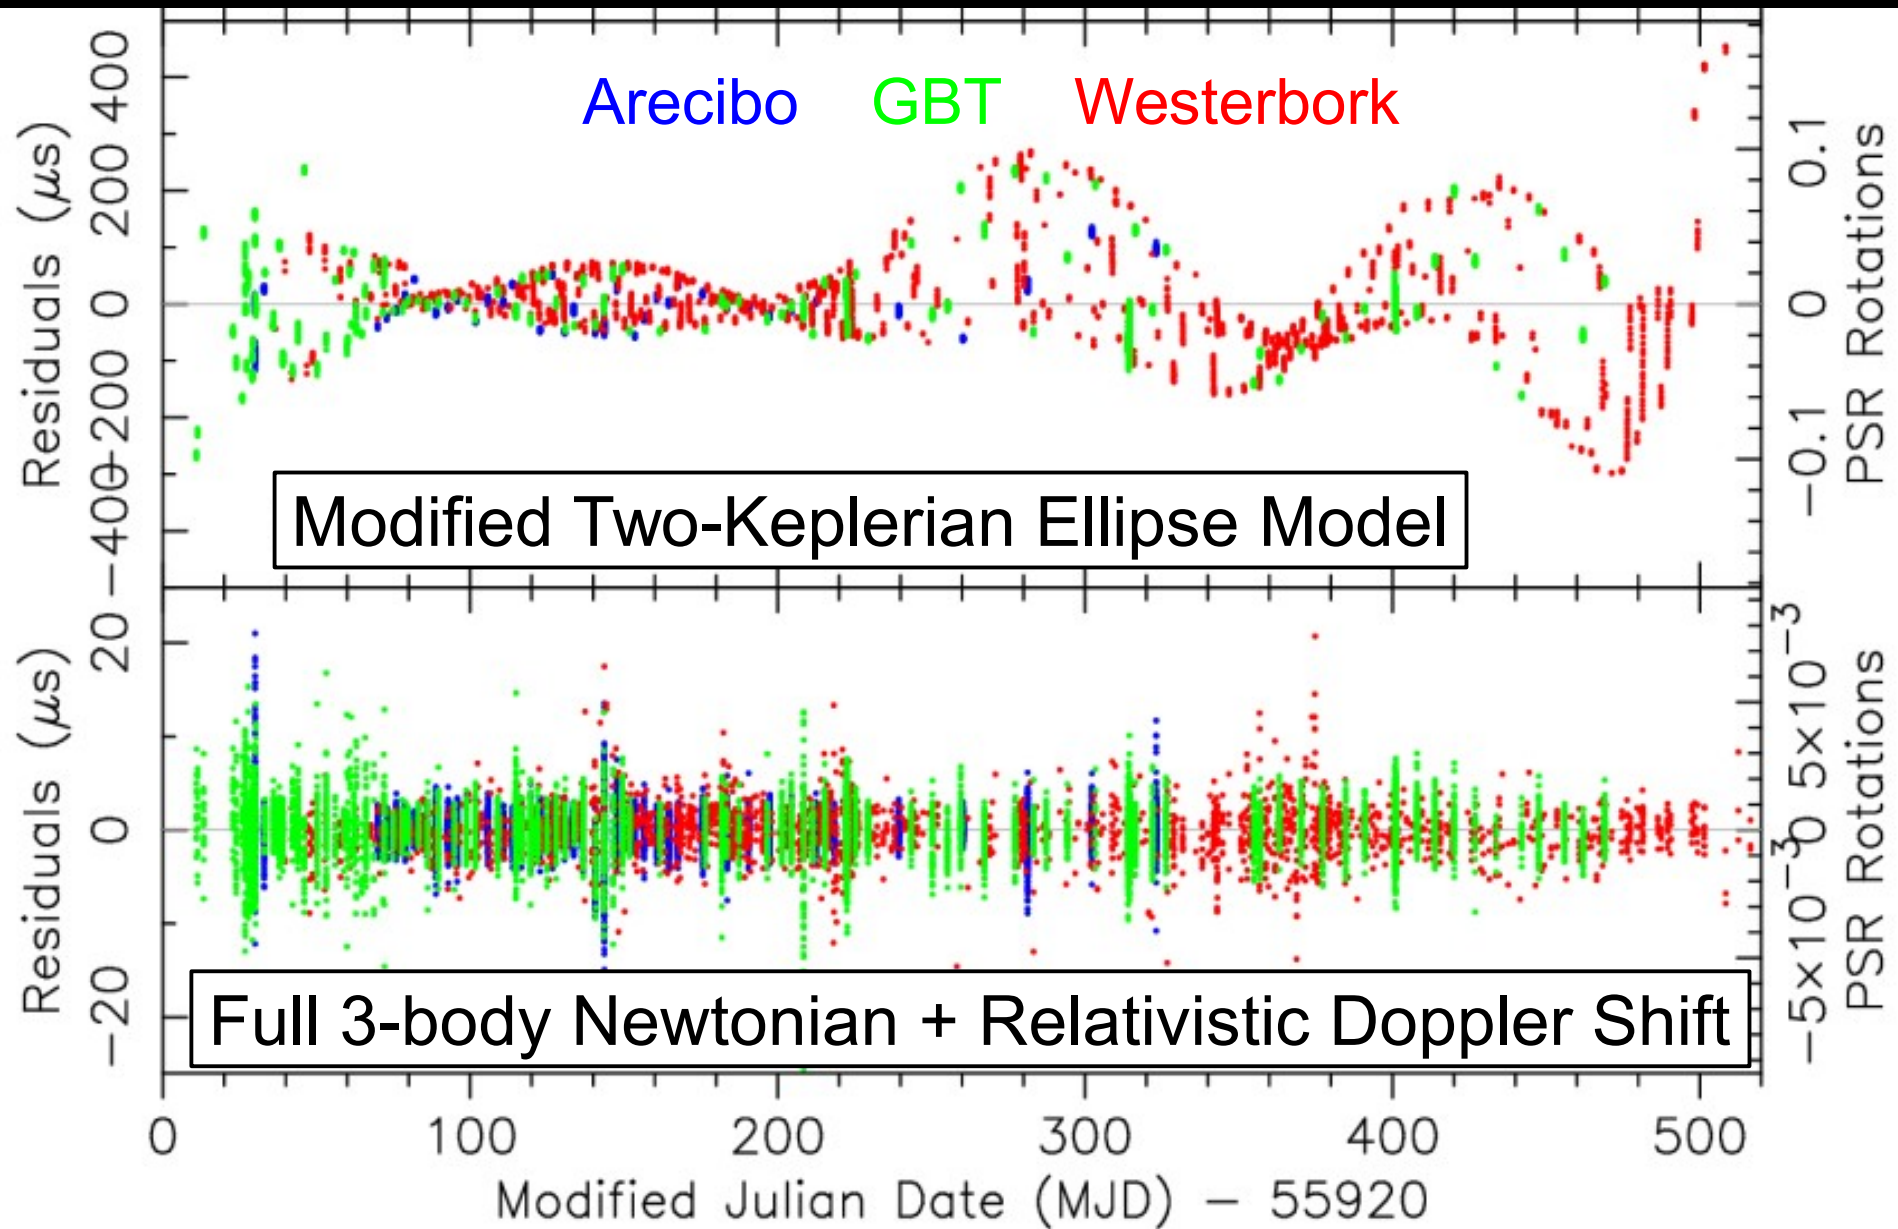 Arecibo GBT Westerbork
Residuals (μs)
400
200
0
−200
−400
PSR Rotations
0.1
0
−0.1
Modified Two-Keplerian Ellipse Model
Residuals (μs)
20
0
−20
PSR Rotations
5×10−3
0
−5×10−3
Full 3-body Newtonian + Relativistic Doppler Shift
0 100 200 300 400 500
Modified Julian Date (MJD) − 55920